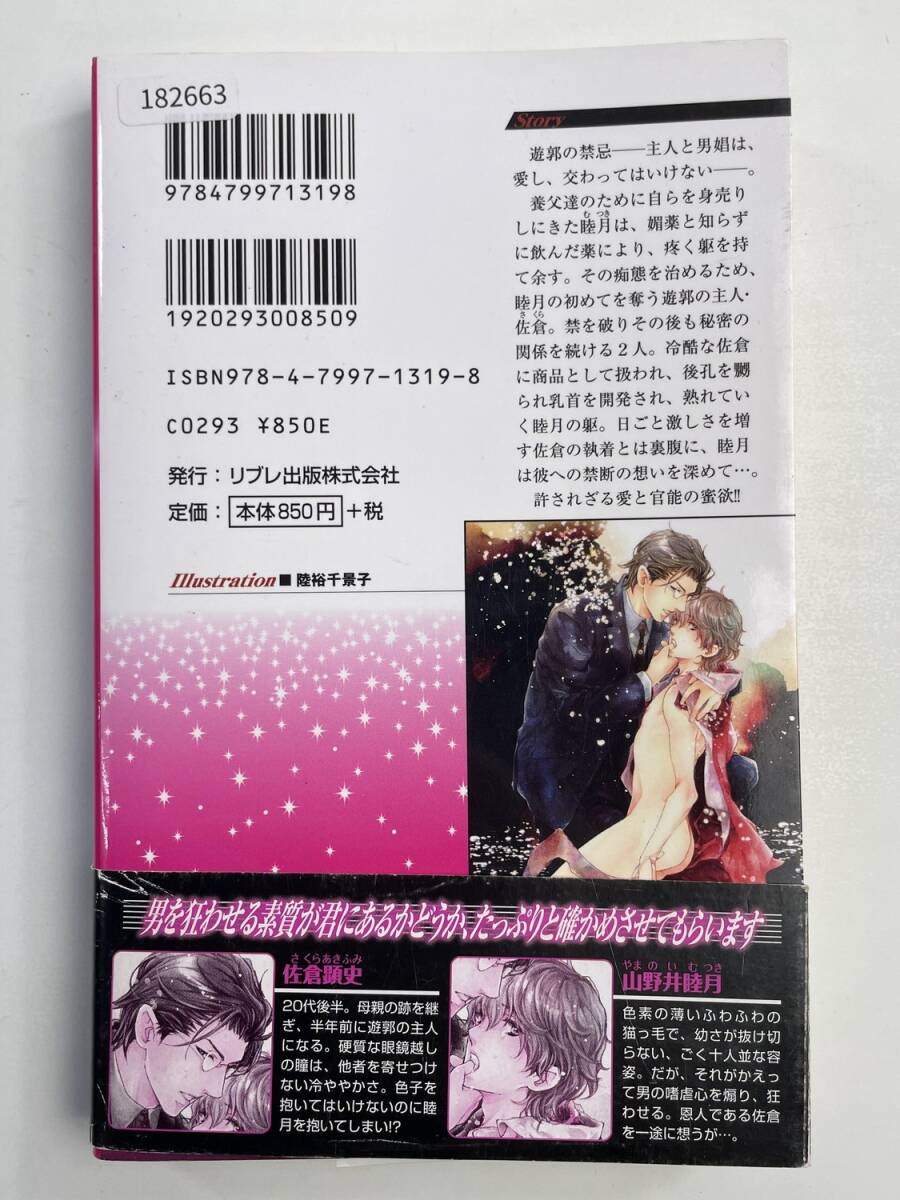 182663
9784799713198
1920293008509
ISBN978-4-7997-1319-8
C0293 ¥850E
発行：リブレ出版株式会社
定価：本体850円+税
Illustration■陸裕千景子
Story
遊郭の禁忌――主人と男娼は、
愛し、交わってはいけない――。
養父達のために自らを身売り
むつき
しにきた睦月は、媚薬と知らず
に飲んだ薬により、疼く躯を持
て余す。その痴態を治めるため、
睦月の初めてを奪う遊郭の主人・
さくら
佐倉。禁を破りその後も秘密の
関係を続ける2人。冷酷な佐倉
に商品として扱われ、後孔を嬲
られ乳首を開発され、熟れてい
く睦月の躯。日ごと激しさを増
す佐倉の執着とは裏腹に、睦月
は彼への禁断の想いを深めて…。
許されざる愛と官能の蜜欲!!
男を狂わせる素質が君にあるかどうか、たっぷりと確かめさせてもらいます
さくらあきふみ
佐倉顕史
20代後半。母親の跡を継
ぎ、半年前に遊郭の主人
になる。硬質な眼鏡越し
の瞳は、他者を寄せつけ
ない冷ややかさ。色子を
抱いてはいけないのに睦
月を抱いてしまい!?
やまのいむつき
山野井睦月
色素の薄いふわふわの
猫っ毛で、幼さが抜け切
らない、ごく十人並な容
姿。だが、それがかえっ
て男の嗜虐心を煽り、狂
わせる。恩人である佐倉
を一途に想うが…。